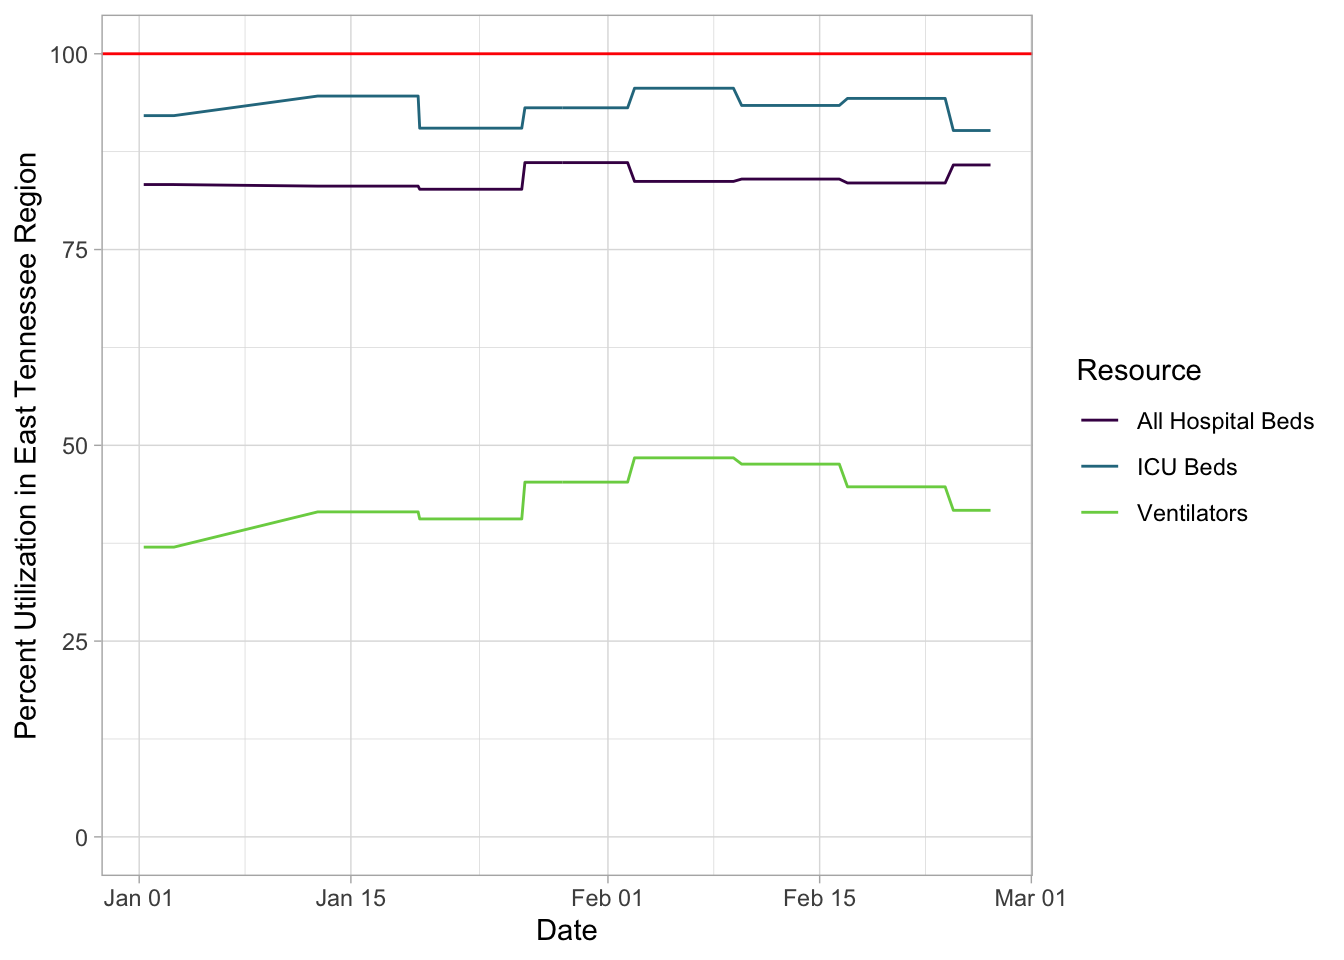 Percent Utilization in East Tennessee Region
100
75
50
25
0
Jan 01
Jan 15
Feb 01
Feb 15
Mar 01
Date
Resource
All Hospital Beds
ICU Beds
Ventilators